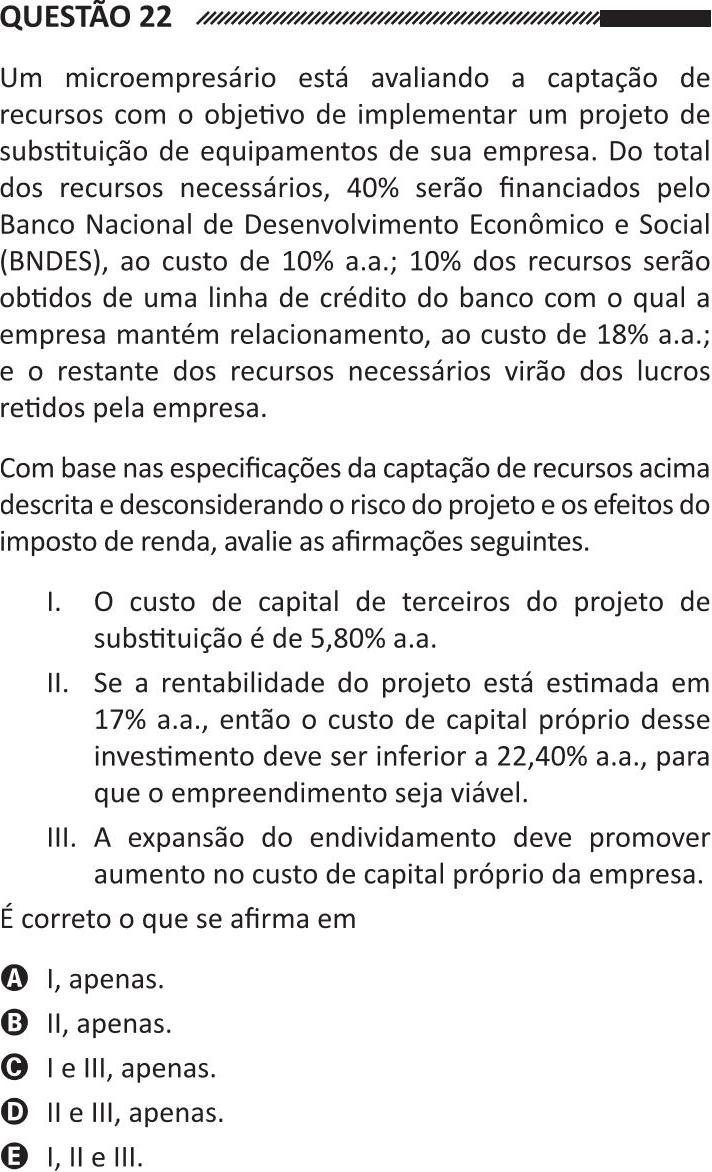 QUESTÃO 22
Um microempresário está avaliando a captação de
recursos com o objetivo de implementar um projeto de
substituição de equipamentos de sua empresa. Do total
dos recursos necessários, 40% serão financiados pelo
Banco Nacional de Desenvolvimento Econômico e Social
(BNDES), ao custo de 10% a.a.; 10% dos recursos serão
obtidos de uma linha de crédito do banco com o qual a
empresa mantém relacionamento, ao custo de 18% a.a.;
e o restante dos recursos necessários virão dos lucros
retidos pela empresa.
Com base nas especificações da captação de recursos acima
descrita e desconsiderando o risco do projeto e os efeitos do
imposto de renda, avalie as afirmações seguintes.
I. O custo de capital de terceiros do projeto de
substituição é de 5,80% a.a.
II. Se a rentabilidade do projeto está estimada em
17% a.a., então o custo de capital próprio desse
investimento deve ser inferior a 22,40% a.a., para
que o empreendimento seja viável.
III. A expansão do endividamento deve promover
aumento no custo de capital próprio da empresa.
É correto o que se afirma em
A I, apenas.
B II, apenas.
C I e III, apenas.
D II e III, apenas.
E I, II e III.